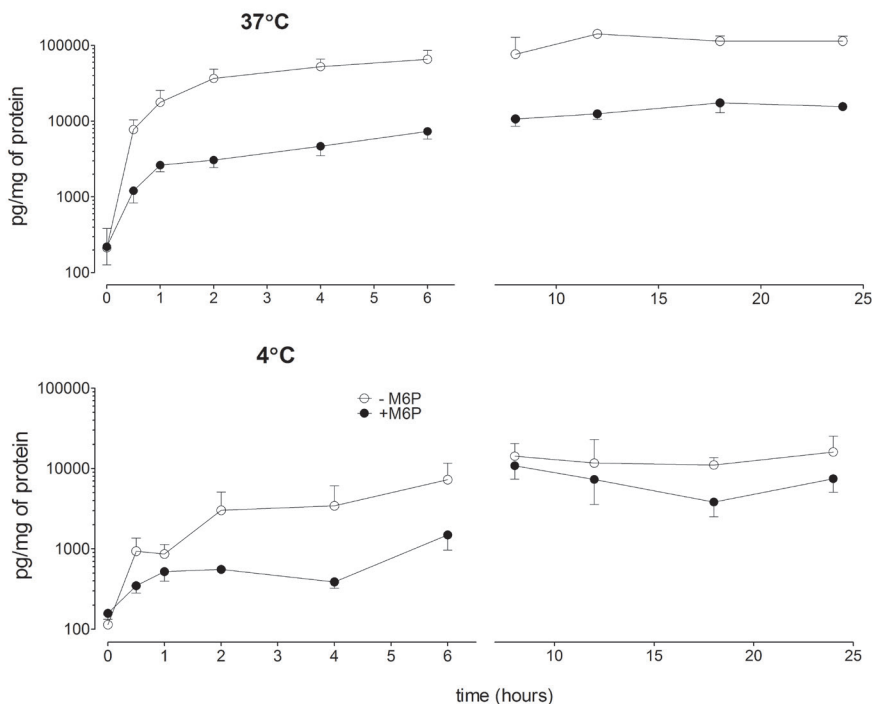 37°C
100000
10000
1000
100
pg/mg of protein
0 1 2 3 4 5 6 10 15 20 25
4°C
100000
10000
1000
100
pg/mg of protein
- M6P
+M6P
0 1 2 3 4 5 6 10 15 20 25
time (hours)